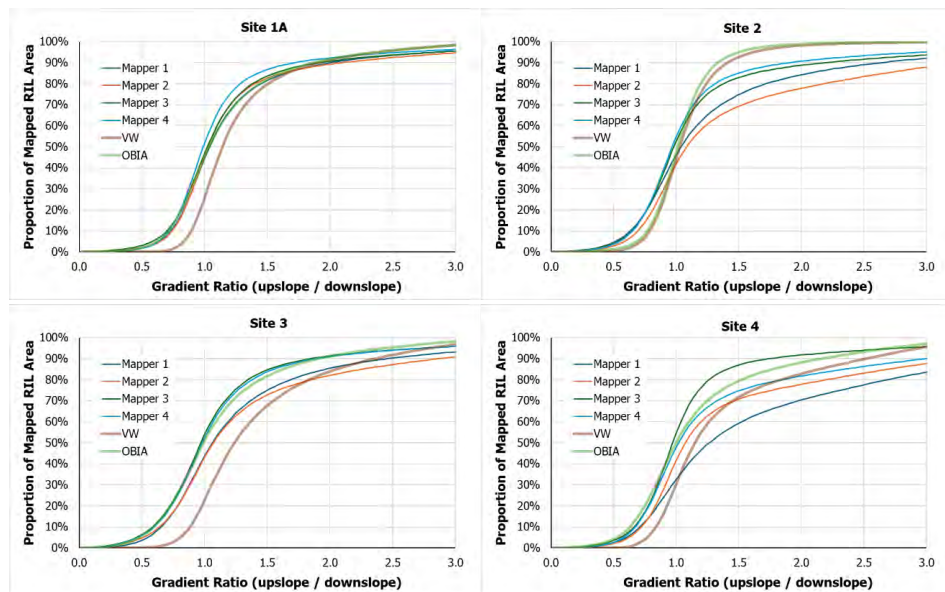 Site 1A
Proportion of Mapped RIL Area
100%
90%
80%
70%
60%
50%
40%
30%
20%
10%
0%
Mapper 1
Mapper 2
Mapper 3
Mapper 4
VW
OBIA
0.0 0.5 1.0 1.5 2.0 2.5 3.0
Gradient Ratio (upslope / downslope)
Site 2
Proportion of Mapped RIL Area
100%
90%
80%
70%
60%
50%
40%
30%
20%
10%
0%
Mapper 1
Mapper 2
Mapper 3
Mapper 4
VW
OBIA
0.0 0.5 1.0 1.5 2.0 2.5 3.0
Gradient Ratio (upslope / downslope)
Site 3
Proportion of Mapped RIL Area
100%
90%
80%
70%
60%
50%
40%
30%
20%
10%
0%
Mapper 1
Mapper 2
Mapper 3
Mapper 4
VW
OBIA
0.0 0.5 1.0 1.5 2.0 2.5 3.0
Gradient Ratio (upslope / downslope)
Site 4
Proportion of Mapped RIL Area
100%
90%
80%
70%
60%
50%
40%
30%
20%
10%
0%
Mapper 1
Mapper 2
Mapper 3
Mapper 4
VW
OBIA
0.0 0.5 1.0 1.5 2.0 2.5 3.0
Gradient Ratio (upslope / downslope)